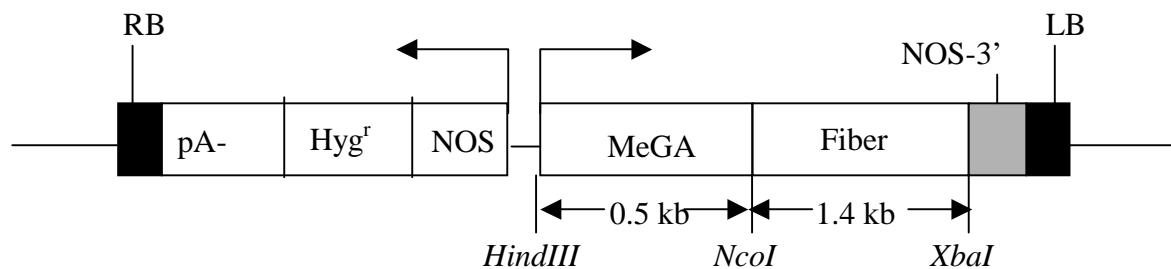 RB
LB
NOS-3’
pA-
Hygʳ
NOS
MeGA
Fiber
0.5 kb
1.4 kb
HindIII
NcoI
XbaI